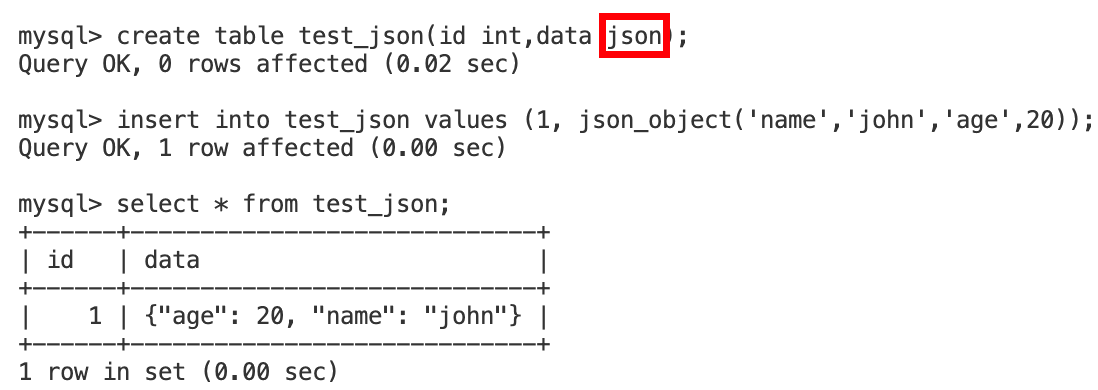 mysql> create table test_json(id int,data json);
Query OK, 0 rows affected (0.02 sec)
mysql> insert into test_json values (1, json_object('name','john','age',20));
Query OK, 1 row affected (0.00 sec)
mysql> select * from test_json;
+------+-----------------------------+
| id   | data                        |
+------+-----------------------------+
|    1 | {"age": 20, "name": "john"} |
+------+-----------------------------+
1 row in set (0.00 sec)